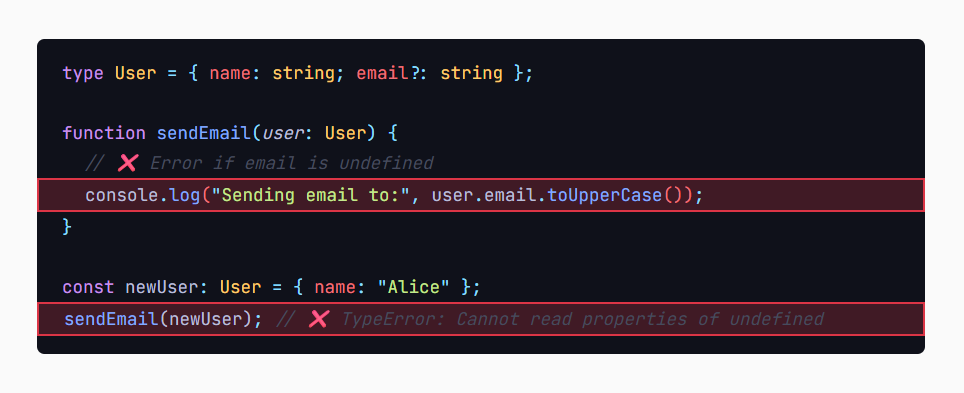 type User = { name: string; email?: string };
function sendEmail(user: User) {
// ❌ Error if email is undefined
console.log("Sending email to:", user.email.toUpperCase());
}
const newUser: User = { name: "Alice" };
sendEmail(newUser); // ❌ TypeError: Cannot read properties of undefined